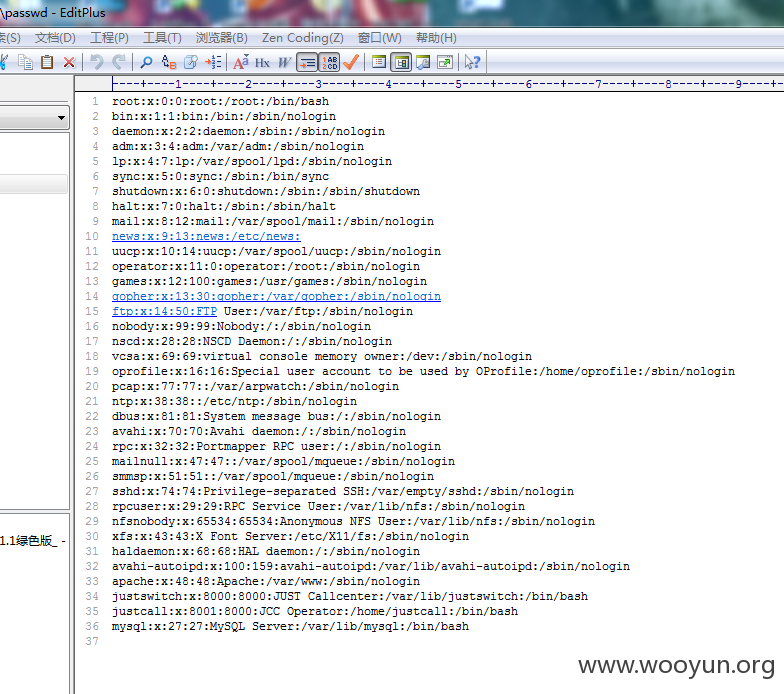 \passwd - EditPlus
索(S) 文档(D) 工程(P) 工具(T) 浏览器(B) Zen Coding(Z) 窗口(W) 帮助(H)
----+----1----+----2----+----3----+----4----+----5----+----6----+----7----+----8----+----9----+--
1 root:x:0:0:root:/root:/bin/bash
2 bin:x:1:1:bin:/bin:/sbin/nologin
3 daemon:x:2:2:daemon:/sbin:/sbin/nologin
4 adm:x:3:4:adm:/var/adm:/sbin/nologin
5 lp:x:4:7:lp:/var/spool/lpd:/sbin/nologin
6 sync:x:5:0:sync:/sbin:/bin/sync
7 shutdown:x:6:0:shutdown:/sbin:/sbin/shutdown
8 halt:x:7:0:halt:/sbin:/sbin/halt
9 mail:x:8:12:mail:/var/spool/mail:/sbin/nologin
10 news:x:9:13:news:/etc/news:
11 uucp:x:10:14:uucp:/var/spool/uucp:/sbin/nologin
12 operator:x:11:0:operator:/root:/sbin/nologin
13 games:x:12:100:games:/usr/games:/sbin/nologin
14 gopher:x:13:30:gopher:/var/gopher:/sbin/nologin
15 ftp:x:14:50:FTP User:/var/ftp:/sbin/nologin
16 nobody:x:99:99:Nobody:/:/sbin/nologin
17 nscd:x:28:28:NSCD Daemon:/:/sbin/nologin
18 vcsa:x:69:69:virtual console memory owner:/dev:/sbin/nologin
19 oprofile:x:16:16:Special user account to be used by OProfile:/home/oprofile:/sbin/nologin
20 pcap:x:77:77::/var/arpwatch:/sbin/nologin
21 ntp:x:38:38::/etc/ntp:/sbin/nologin
22 dbus:x:81:81:System message bus:/:/sbin/nologin
23 avahi:x:70:70:Avahi daemon:/:/sbin/nologin
24 rpc:x:32:32:Portmapper RPC user:/:/sbin/nologin
25 mailnull:x:47:47::/var/spool/mqueue:/sbin/nologin
26 smmsp:x:51:51::/var/spool/mqueue:/sbin/nologin
27 sshd:x:74:74:Privilege-separated SSH:/var/empty/sshd:/sbin/nologin
28 rpcuser:x:29:29:RPC Service User:/var/lib/nfs:/sbin/nologin
29 nfsnobody:x:65534:65534:Anonymous NFS User:/var/lib/nfs:/sbin/nologin
30 xfs:x:43:43:X Font Server:/etc/X11/fs:/sbin/nologin
31 haldaemon:x:68:68:HAL daemon:/:/sbin/nologin
32 avahi-autoipd:x:100:159:avahi-autoipd:/var/lib/avahi-autoipd:/sbin/nologin
33 apache:x:48:48:Apache:/var/www:/sbin/nologin
34 justswitch:x:8000:8000:JUST Callcenter:/var/lib/justswitch:/bin/bash
35 justcall:x:8001:8000:JCC Operator:/home/justcall:/bin/bash
36 mysql:x:27:27:MySQL Server:/var/lib/mysql:/bin/bash
37
1.1绿色版_ -
www.wooyun.org